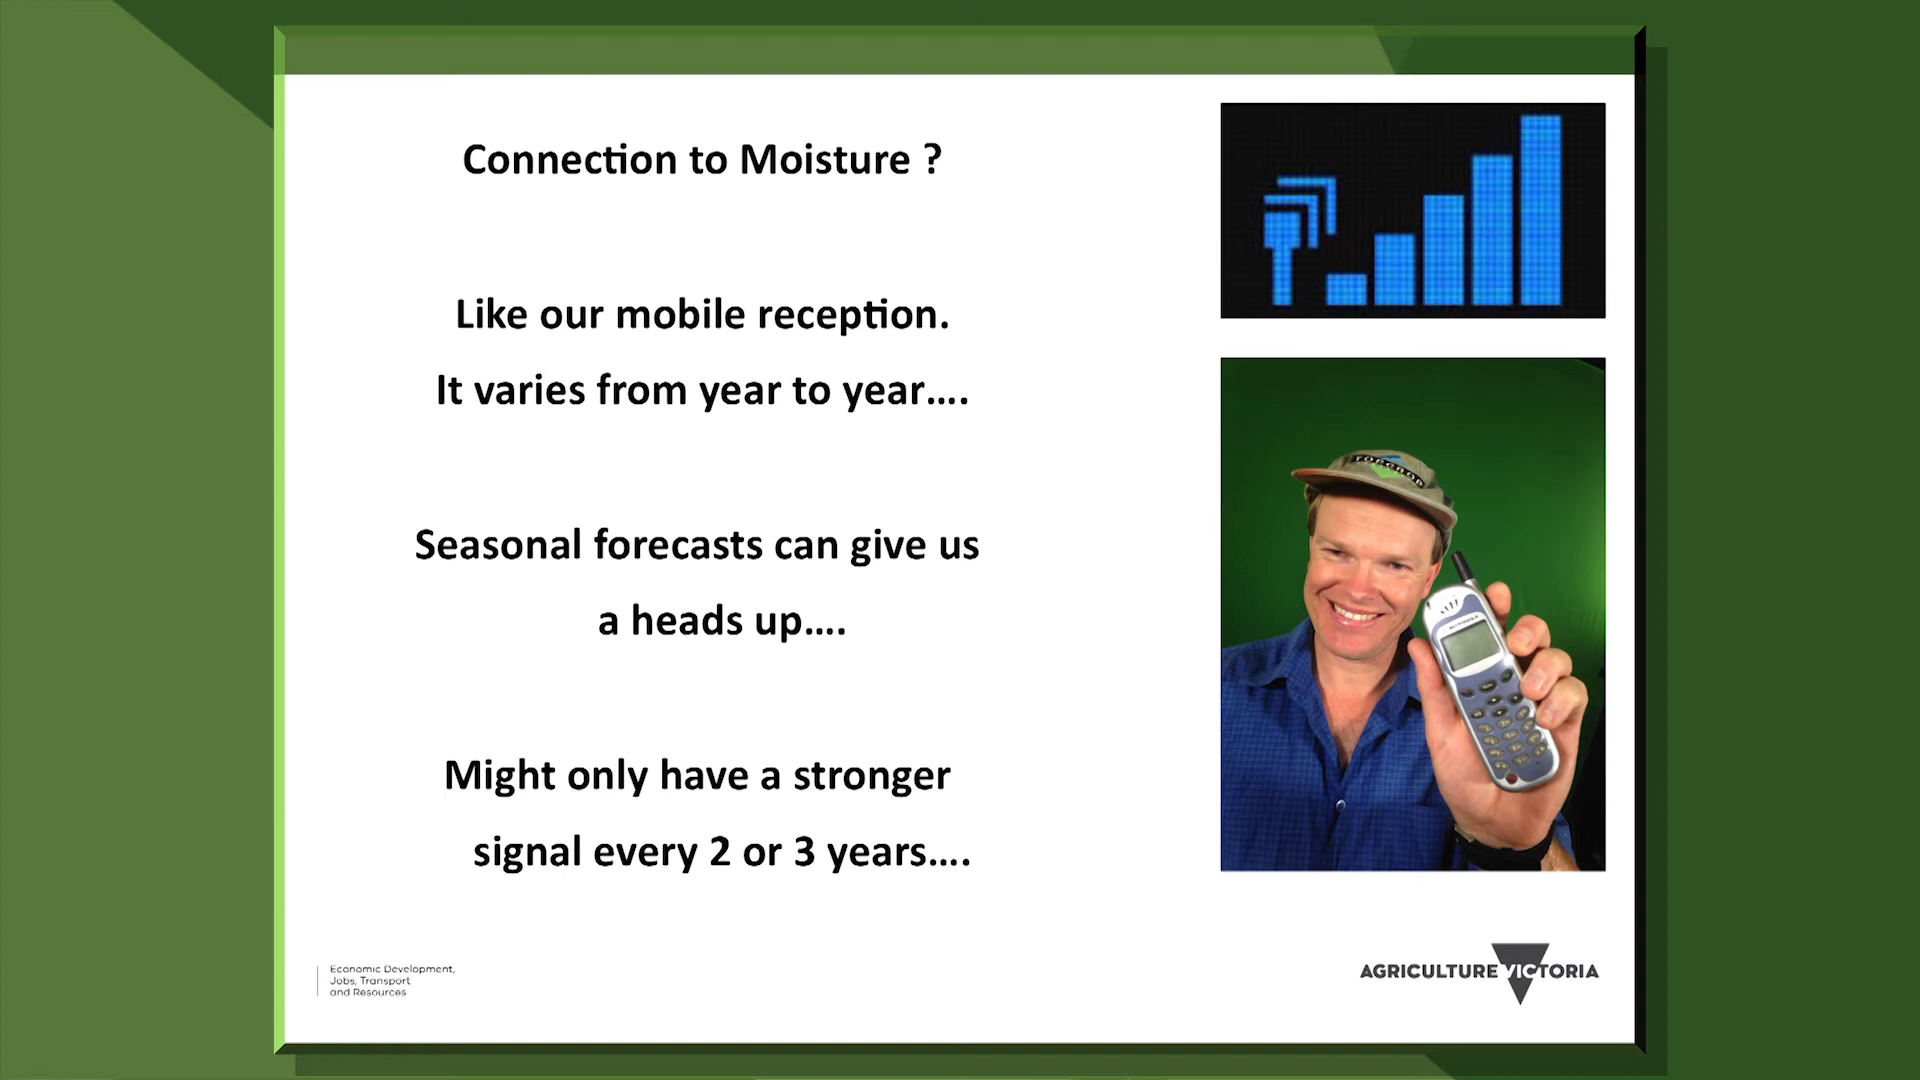 Connection to Moisture ?
Like our mobile reception.
It varies from year to year....
Seasonal forecasts can give us
a heads up....
Might only have a stronger
signal every 2 or 3 years....
TOPCROP
MOTOROLA
Economic Development,
Jobs, Transport
and Resources
AGRICULTURE VICTORIA